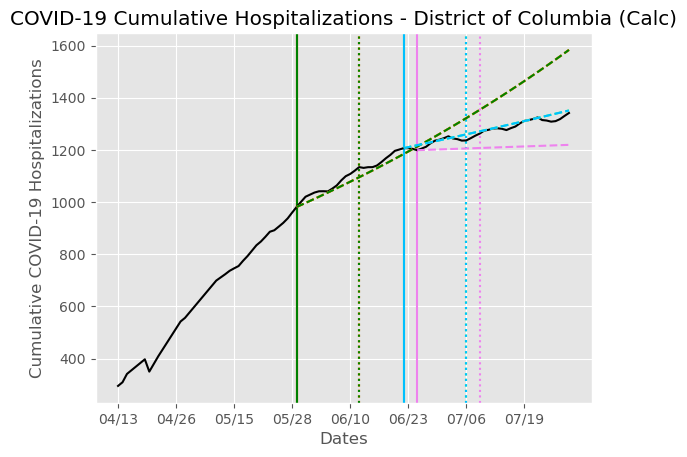 COVID-19 Cumulative Hospitalizations - District of Columbia (Calc)
Cumulative COVID-19 Hospitalizations
1600
1400
1200
1000
800
600
400
04/13 04/26 05/15 05/28 06/10 06/23 07/06 07/19
Dates